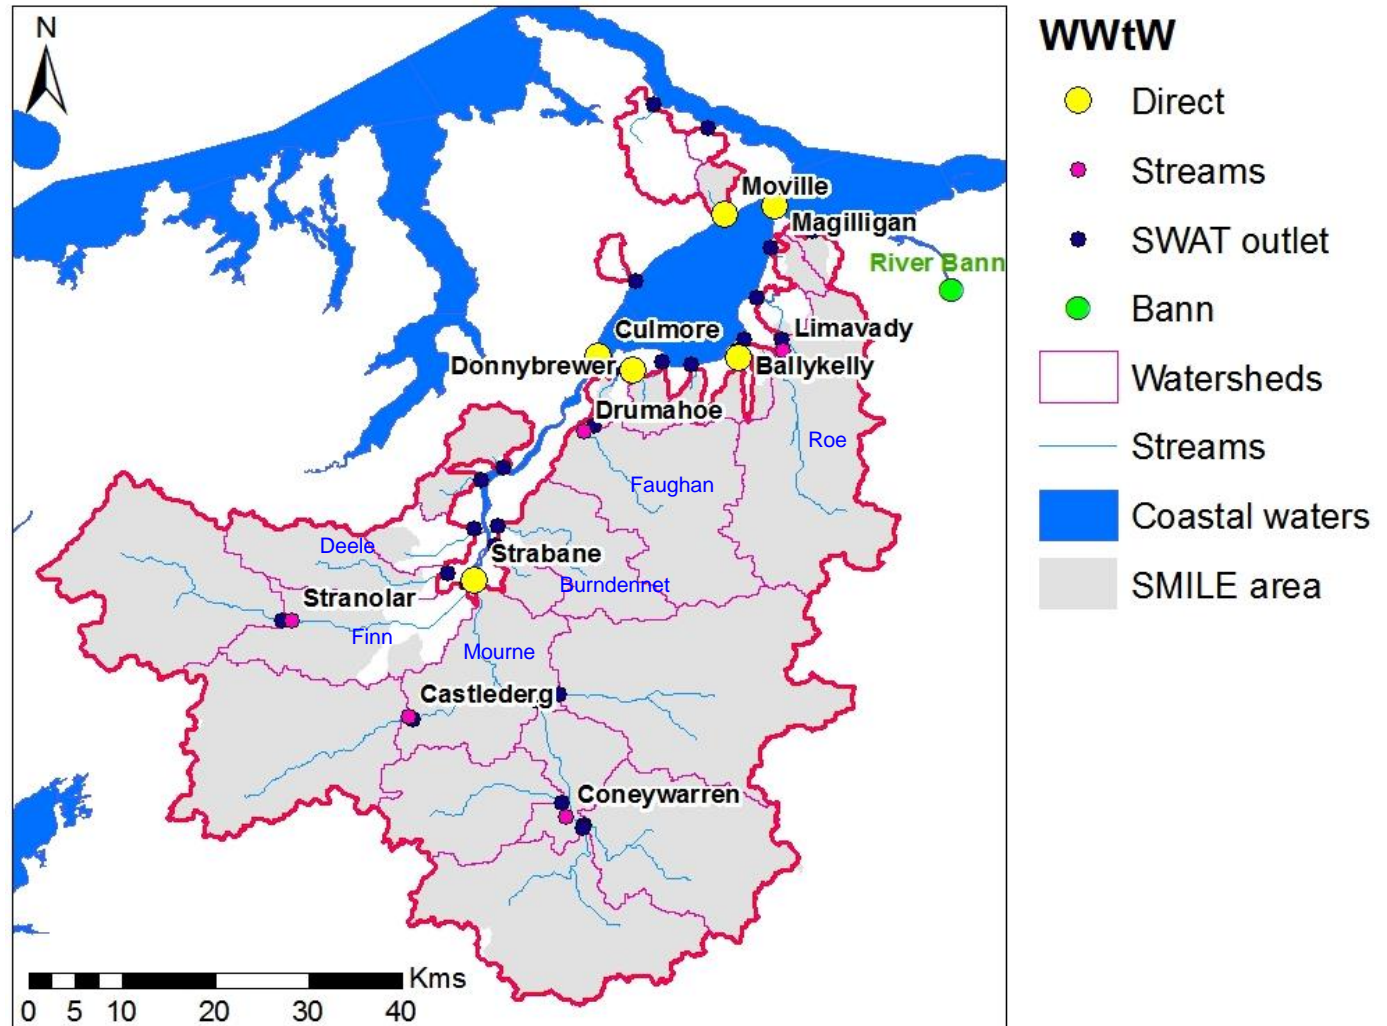 N
Moville
Magilligan
River Bann
Culmore
Limavady
Donnybrewer
Ballykelly
Drumahoe
Roe
Faughan
Deele
Strabane
Burndennet
Stranolar
Finn
Mourne
Castlederg
Coneywarren
Kms
0 5 10 20 30 40
WWtW
Direct
Streams
SWAT outlet
Bann
Watersheds
Streams
Coastal waters
SMILE area